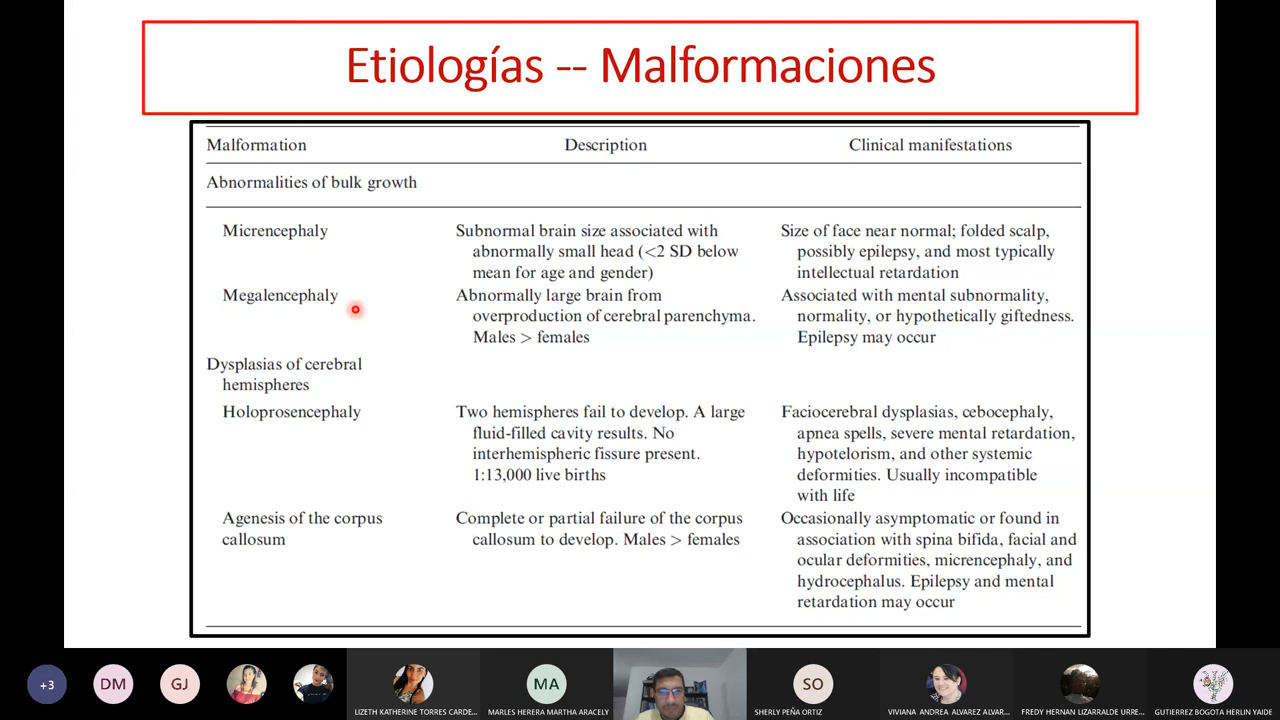 Etiologías -- Malformaciones
Malformation Description Clinical manifestations
Abnormalities of bulk growth
Micrencephaly Subnormal brain size associated with Size of face near normal; folded scalp,
abnormally small head (<2 SD below possibly epilepsy, and most typically
mean for age and gender) intellectual retardation
Megalencephaly Abnormally large brain from Associated with mental subnormality,
overproduction of cerebral parenchyma. normality, or hypothetically giftedness.
Males > females Epilepsy may occur
Dysplasias of cerebral
hemispheres
Holoprosencephaly Two hemispheres fail to develop. A large Faciocerebral dysplasias, cebocephaly,
fluid-filled cavity results. No apnea spells, severe mental retardation,
interhemispheric fissure present. hypotelorism, and other systemic
1:13,000 live births deformities. Usually incompatible
with life
Agenesis of the corpus Complete or partial failure of the corpus Occasionally asymptomatic or found in
callosum callosum to develop. Males > females association with spina bifida, facial and
ocular deformities, micrencephaly, and
hydrocephalus. Epilepsy and mental
retardation may occur
+3 DM GJ MA SO
LIZETH KATHERINE TORRES CARDE... MARLES HERERA MARTHA ARACELY SHERLY PEÑA ORTIZ VIVIANA ANDREA ALVAREZ ALVAR... FREDY HERNAN LIZARRALDE URRE... GUTIERREZ BOGOTA HERLIN YAIDE